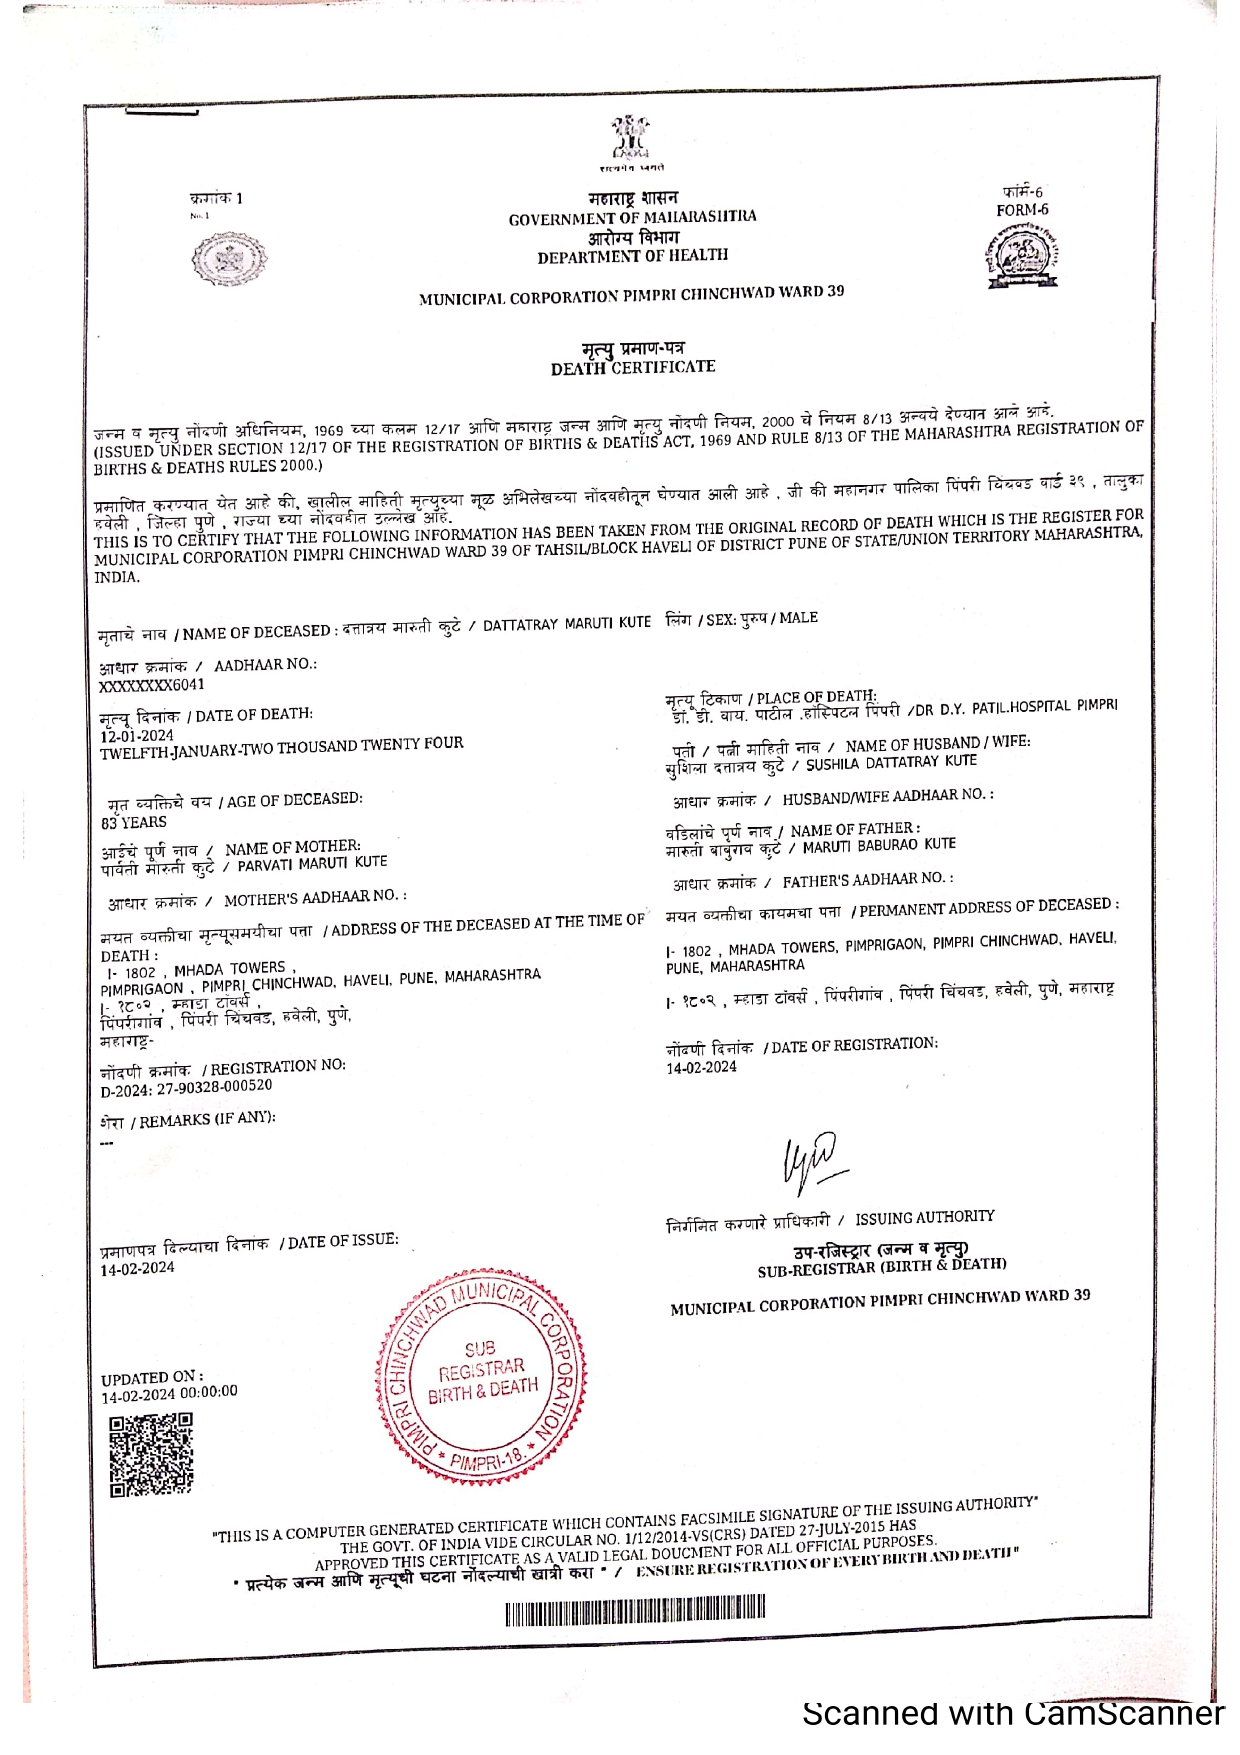 सत्यमेव जयते
क्रमांक 1
No. 1
महाराष्ट्र शासन
GOVERNMENT OF MAHARASHTRA
आरोग्य विभाग
DEPARTMENT OF HEALTH
फॉर्म-6
FORM-6
MUNICIPAL CORPORATION PIMPRI CHINCHWAD WARD 39
मृत्यु प्रमाण-पत्र
DEATH CERTIFICATE
जन्म व मृत्यु नोंदणी अधिनियम, 1969 च्या कलम 12/17 आणि महाराष्ट्र जन्म आणि मृत्यु नोंदणी नियम, 2000 चे नियम 8/13 अन्वये देण्यात आले आहे.
(ISSUED UNDER SECTION 12/17 OF THE REGISTRATION OF BIRTHS & DEATHS ACT, 1969 AND RULE 8/13 OF THE MAHARASHTRA REGISTRATION OF
BIRTHS & DEATHS RULES 2000.)
प्रमाणित करण्यात येत आहे की, खालील माहिती मृत्युच्या मूळ अभिलेखच्या नोंदवहीतून घेण्यात आली आहे , जी की महानगर पालिका पिंपरी चिंचवड वार्ड ३९ , तालुका
हवेली , जिल्हा पुणे , राज्या च्या नोंदवहीत उल्लेख आहे.
THIS IS TO CERTIFY THAT THE FOLLOWING INFORMATION HAS BEEN TAKEN FROM THE ORIGINAL RECORD OF DEATH WHICH IS THE REGISTER FOR
MUNICIPAL CORPORATION PIMPRI CHINCHWAD WARD 39 OF TAHSIL/BLOCK HAVELI OF DISTRICT PUNE OF STATE/UNION TERRITORY MAHARASHTRA,
INDIA.
मृताचे नाव / NAME OF DECEASED : दत्तात्रय मारुती कुटे / DATTATRAY MARUTI KUTE लिंग / SEX: पुरुष / MALE
आधार क्रमांक / AADHAAR NO.:
XXXXXXXX6041
मृत्यू दिनांक / DATE OF DEATH:
12-01-2024
TWELFTH-JANUARY-TWO THOUSAND TWENTY FOUR
मृत्यू ठिकाण / PLACE OF DEATH:
डॉ. डी. वाय. पाटील .हॉस्पिटल पिंपरी /DR D.Y. PATIL.HOSPITAL PIMPRI
पती / पत्नी माहिती नाव / NAME OF HUSBAND / WIFE:
सुशिला दत्तात्रय कुटे / SUSHILA DATTATRAY KUTE
मृत व्यक्तिचे वय / AGE OF DECEASED:
83 YEARS
आधार क्रमांक / HUSBAND/WIFE AADHAAR NO. :
आईचे पूर्ण नाव / NAME OF MOTHER:
पार्वती मारुती कुटे / PARVATI MARUTI KUTE
वडिलांचे पूर्ण नाव / NAME OF FATHER :
मारुती बाबुराव कुटे / MARUTI BABURAO KUTE
आधार क्रमांक / MOTHER'S AADHAAR NO. :
आधार क्रमांक / FATHER'S AADHAAR NO. :
मयत व्यक्तीचा मृत्यूसमयीचा पत्ता / ADDRESS OF THE DECEASED AT THE TIME OF
DEATH :
I- 1802 , MHADA TOWERS ,
PIMPRIGAON , PIMPRI CHINCHWAD, HAVELI, PUNE, MAHARASHTRA
I- १८०२ , म्हाडा टॉवर्स ,
पिंपरीगांव , पिंपरी चिंचवड, हवेली, पुणे,
महाराष्ट्र-
मयत व्यक्तीचा कायमचा पत्ता / PERMANENT ADDRESS OF DECEASED :
I- 1802 , MHADA TOWERS, PIMPRIGAON, PIMPRI CHINCHWAD, HAVELI,
PUNE, MAHARASHTRA
I- १८०२ , म्हाडा टॉवर्स , पिंपरीगांव , पिंपरी चिंचवड, हवेली, पुणे, महाराष्ट्र
नोंदणी क्रमांक / REGISTRATION NO:
D-2024: 27-90328-000520
नोंदणी दिनांक / DATE OF REGISTRATION:
14-02-2024
शेरा / REMARKS (IF ANY):
---
निर्गमित करणारे प्राधिकारी / ISSUING AUTHORITY
उप-रजिस्ट्रार (जन्म व मृत्यु)
SUB-REGISTRAR (BIRTH & DEATH)
MUNICIPAL CORPORATION PIMPRI CHINCHWAD WARD 39
प्रमाणपत्र दिल्याचा दिनांक / DATE OF ISSUE:
14-02-2024
PIMPRI CHINCHWAD MUNICIPAL CORPORATION
SUB
REGISTRAR
BIRTH & DEATH
* PIMPRI-18. *
UPDATED ON :
14-02-2024 00:00:00
"THIS IS A COMPUTER GENERATED CERTIFICATE WHICH CONTAINS FACSIMILE SIGNATURE OF THE ISSUING AUTHORITY"
THE GOVT. OF INDIA VIDE CIRCULAR NO. 1/12/2014-VS(CRS) DATED 27-JULY-2015 HAS
APPROVED THIS CERTIFICATE AS A VALID LEGAL DOUCMENT FOR ALL OFFICIAL PURPOSES.
" प्रत्येक जन्म आणि मृत्यूची घटना नोंदल्याची खात्री करा " / ENSURE REGISTRATION OF EVERY BIRTH AND DEATH "
Scanned with CamScanner